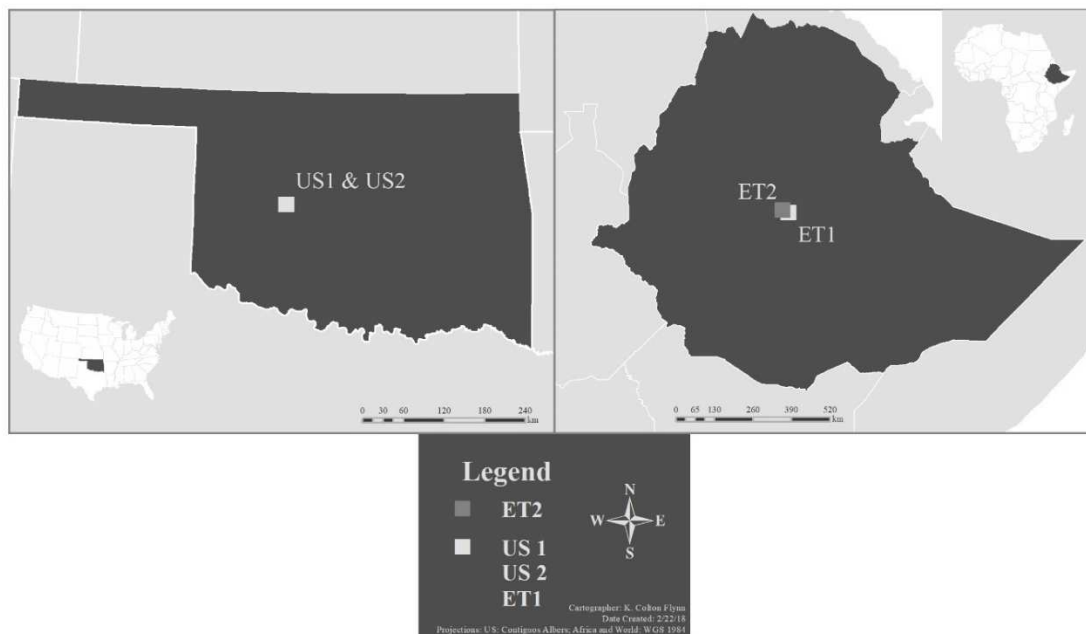 US1 & US2
0 30 60 120 180 240
km
ET2
ET1
0 65 130 260 390 520
km
Legend
ET2
US 1
US 2
ET1
N
W E
S
Cartographer: K. Colton Flynn
Date Created: 2/22/18
Projections: US: Contiguos Albers; Africa and World: WGS 1984